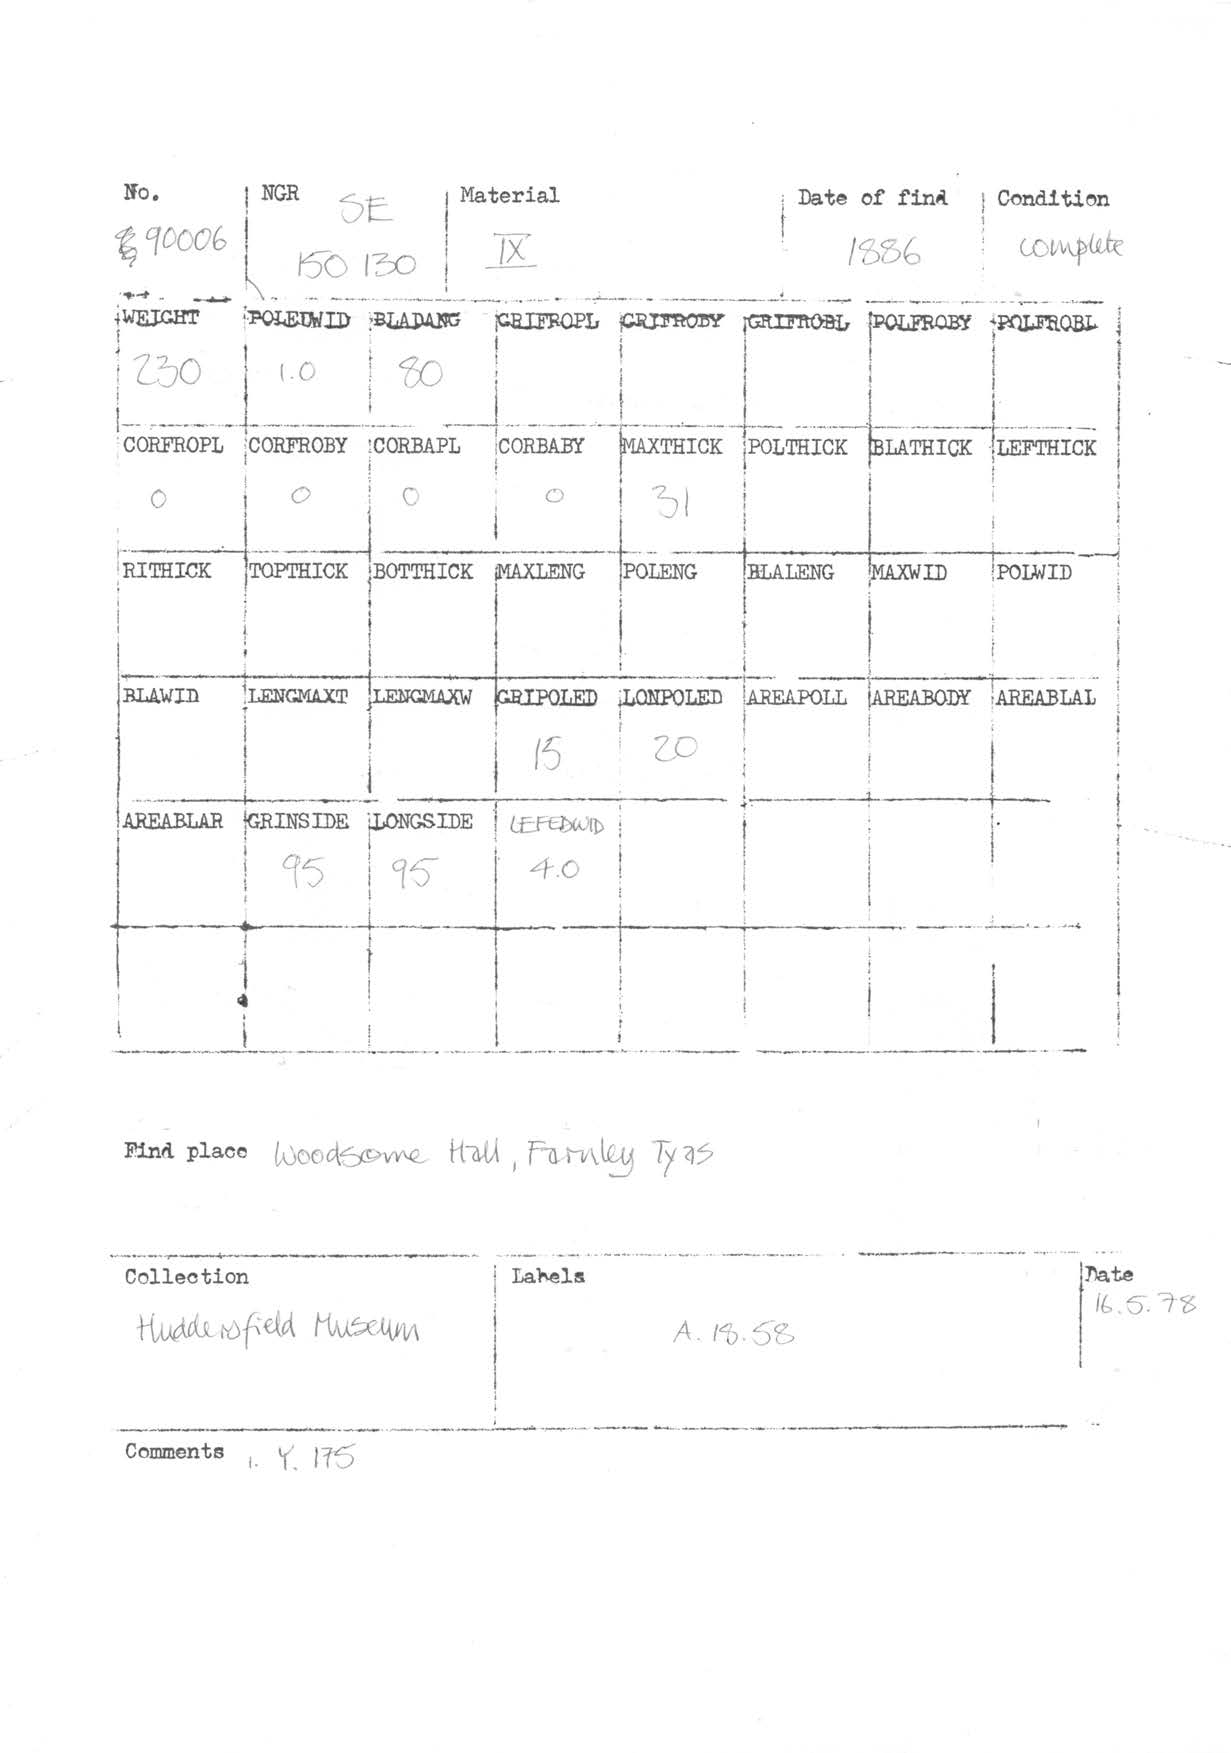 No. NGR Material Date of find Condition
90006 SE 150 130 IX 1886 complete
WEIGHT POLEDWID BLADANG GRIFROPL GRIFROBY GRIFROBL POLFROBY POLFROBL
230 1.0 80
CORFROPL CORFROBY CORBAPL CORBABY MAXTHICK POLTHICK BLATHICK LEFTHICK
0 0 0 0 31
RITHICK TOPTHICK BOTTHICK MAXLENG POLENG BLALENG MAXWID POLWID
BLAWID LENGMAXT LENGMAXW GRIPOLED LONPOLED AREAPOLL AREABODY AREABLAL
15 20
AREABLAR GRINSIDE LONGSIDE LEFEDWID
95 95 4.0
Find place Woodsome Hall, Farnley Tyas
Collection Labels Date
Huddersfield Museum A.18.58 16.5.78
Comments 1. Y. 175